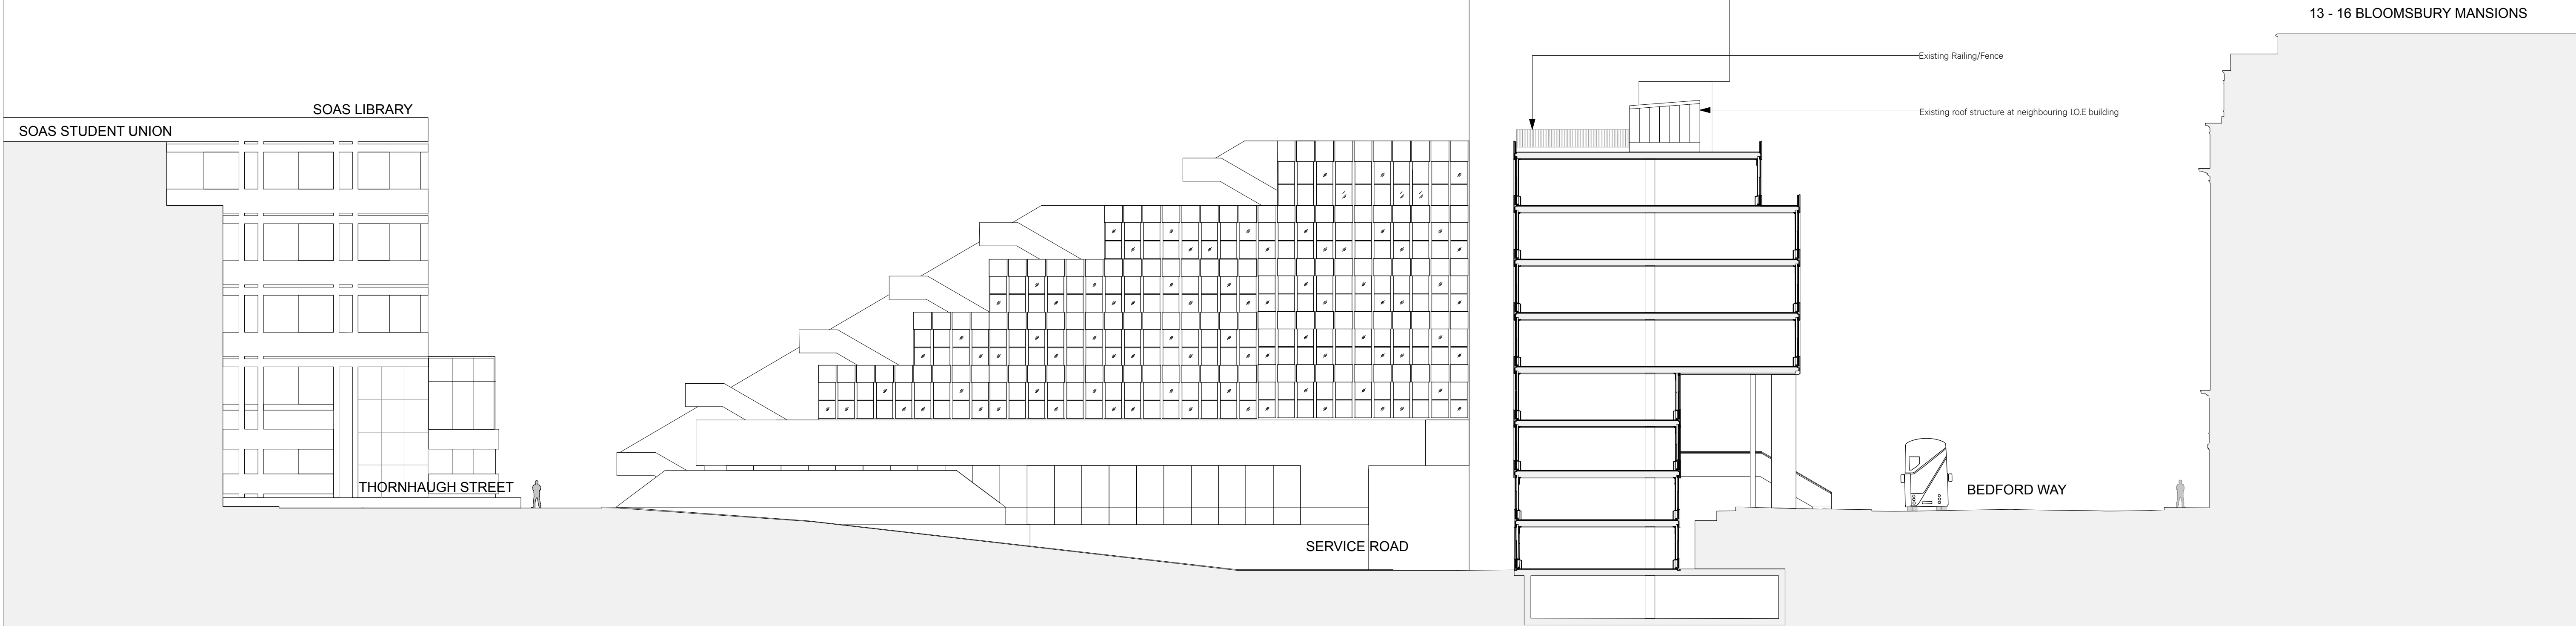 13 - 16 BLOOMSBURY MANSIONS
Existing Railing/Fence
SOAS LIBRARY
Existing roof structure at neighbouring I.O.E building
SOAS STUDENT UNION
THORNHAUGH STREET
BEDFORD WAY
SERVICE ROAD